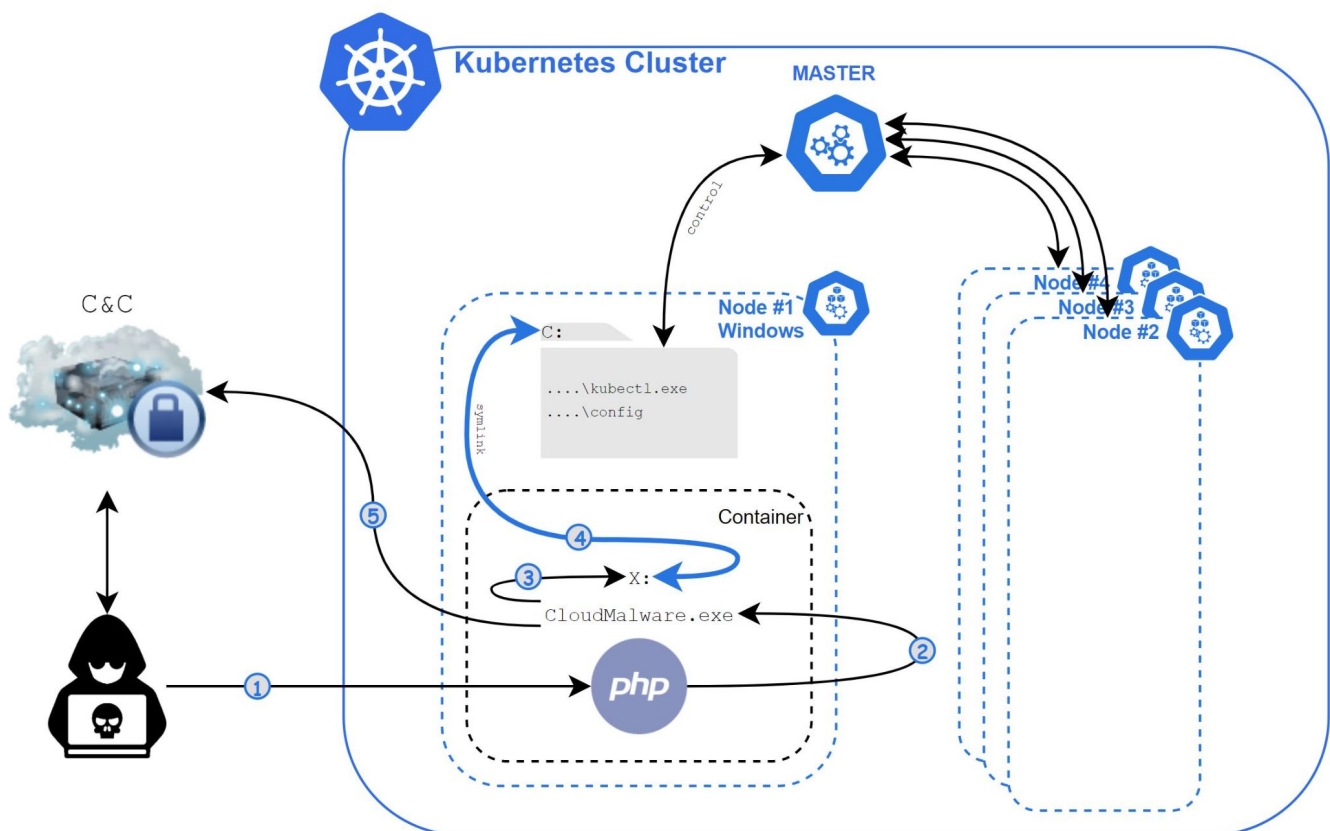 Kubernetes Cluster
MASTER
control
C&C
Node #1
Windows
Node #4
Node #3
Node #2
C:
....\kubectl.exe
....\config
symlink
Container
5
4
3
X:
CloudMalware.exe
2
1
php